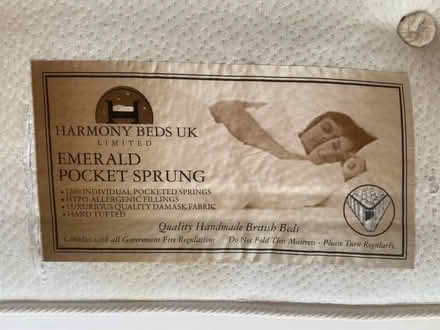 H
HARMONY BEDS UK
LIMITED
EMERALD
POCKET SPRUNG
• 1200 INDIVIDUAL POCKETED SPRINGS
• HYPO-ALLERGENIC FILLINGS
• LUXURIOUS QUALITY DAMASK FABRIC
• HAND TUFTED
Quality Handmade British Beds
Complies with all Government Fire Regulations Do Not Fold This Mattress - Please Turn Regularly